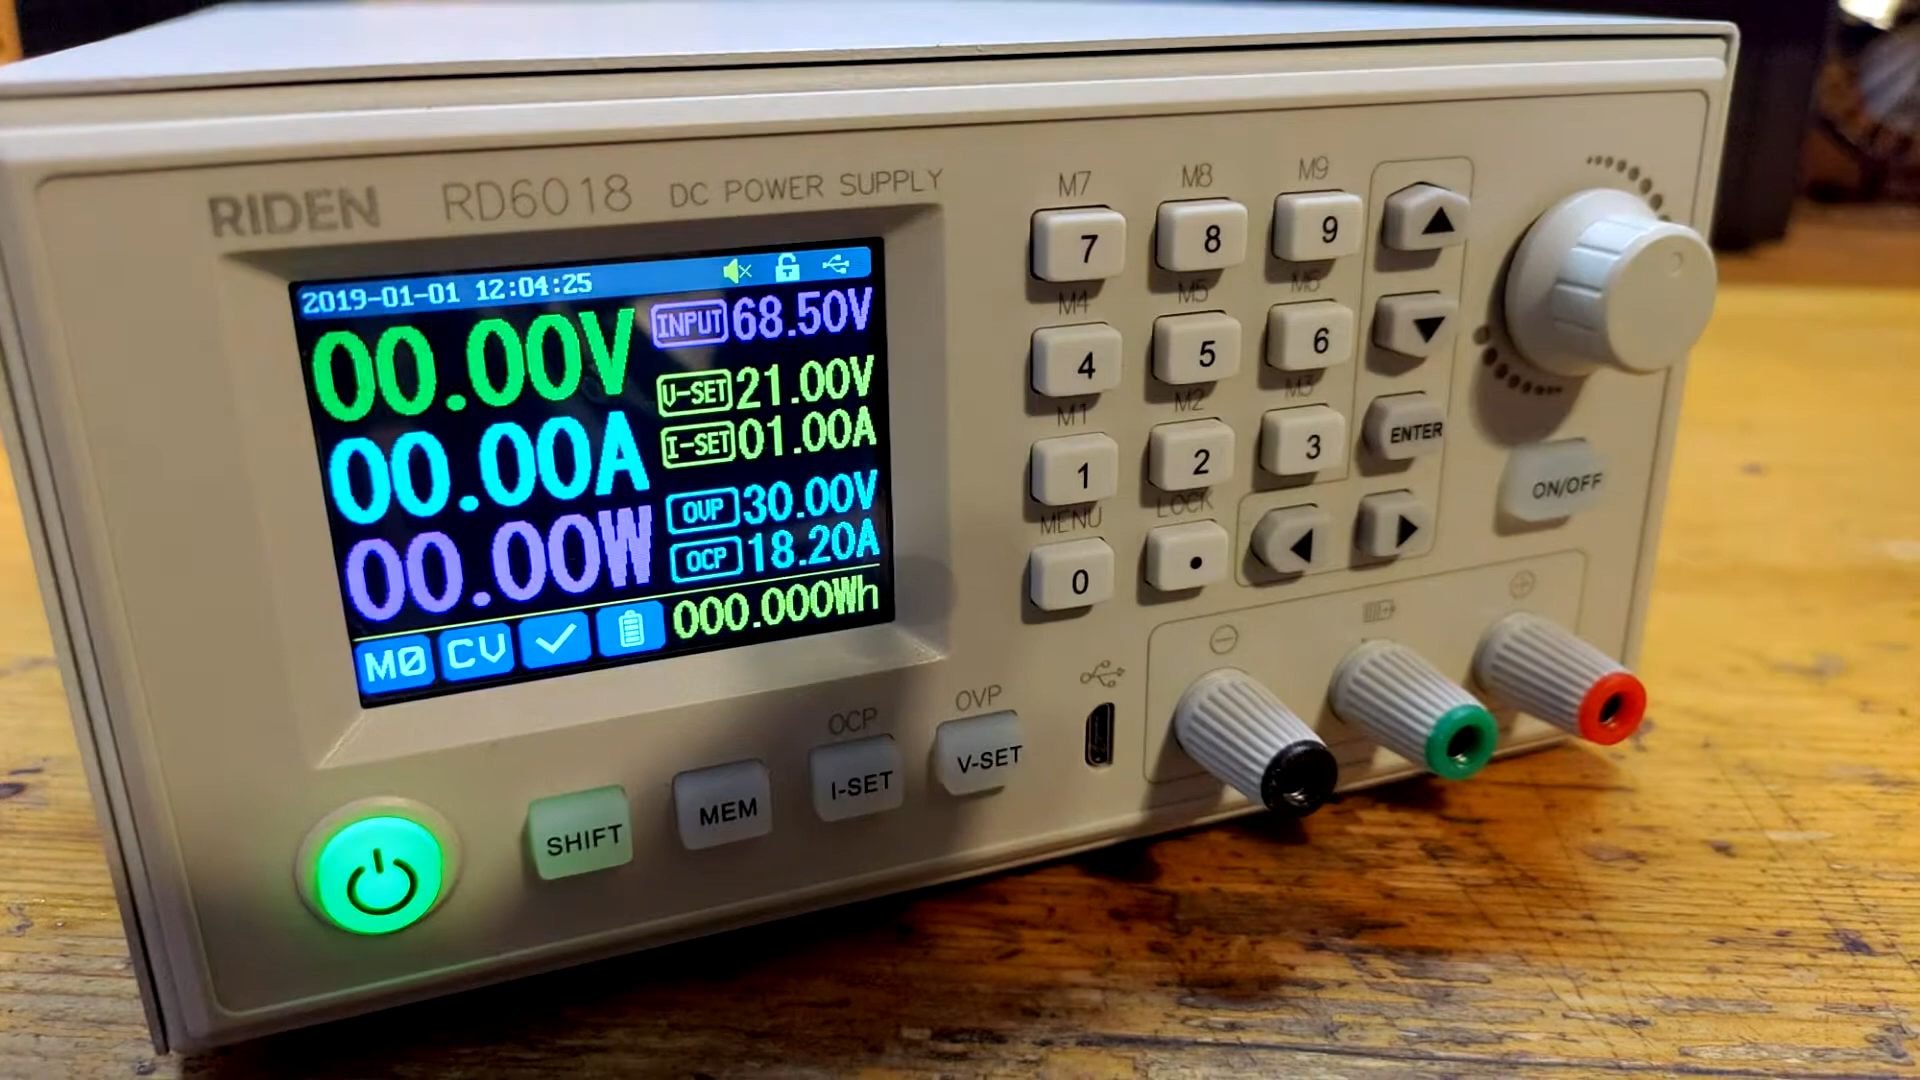 RIDEN RD6018 DC POWER SUPPLY
2019-01-01 12:04:25
00.00V
00.00A
00.00W
INPUT 68.50V
V-SET 21.00V
I-SET 01.00A
OVP 30.00V
OCP 18.20A
000.000Wh
M0 CV
M7 M8 M9
7 8 9
M4 M5 M6
4 5 6
M1 M2 M3
1 2 3
ENTER
MENU LOCK
0 .
ON/OFF
OCP OVP
SHIFT MEM I-SET V-SET